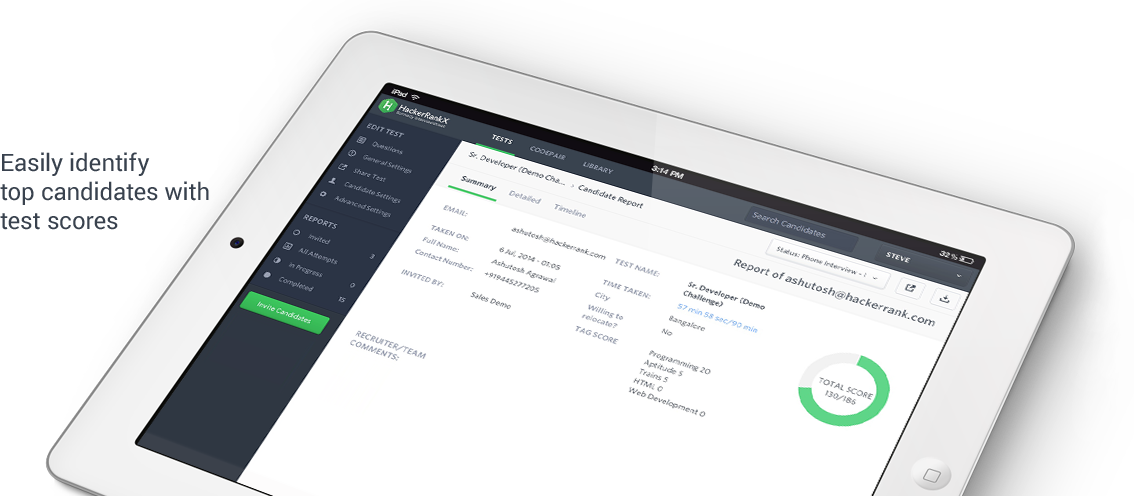 Easily identify
top candidates with
test scores
iPad
3:14 PM
32%
HackerRankX
TESTS
CODEPAIR
LIBRARY
Search Candidates
STEVE
EDIT TEST
Questions
General Settings
Share Test
Candidate Settings
Advanced Settings
REPORTS
Invited
All Attempts 3
In Progress
Completed 15
Invite Candidates
Sr. Developer (Demo Cha... › Candidate Report
Summary
Detailed
Timeline
Status: Phone Interview -
Report of ashutosh@hackerrank.com
EMAIL: ashutosh@hackerrank.com
TAKEN ON: 6 Jul, 2014 - 01:05
Full Name: Ashutosh Agrawal
Contact Number: +919445277205
INVITED BY: Sales Demo
TEST NAME: Sr. Developer (Demo
Challenge)
TIME TAKEN: 57 min 58 sec/90 min
City Bangalore
Willing to
relocate? No
TAG SCORE
Programming 20
Aptitude 5
Trains 5
HTML 0
Web Development 0
TOTAL SCORE
130/186
RECRUITER/TEAM
COMMENTS: